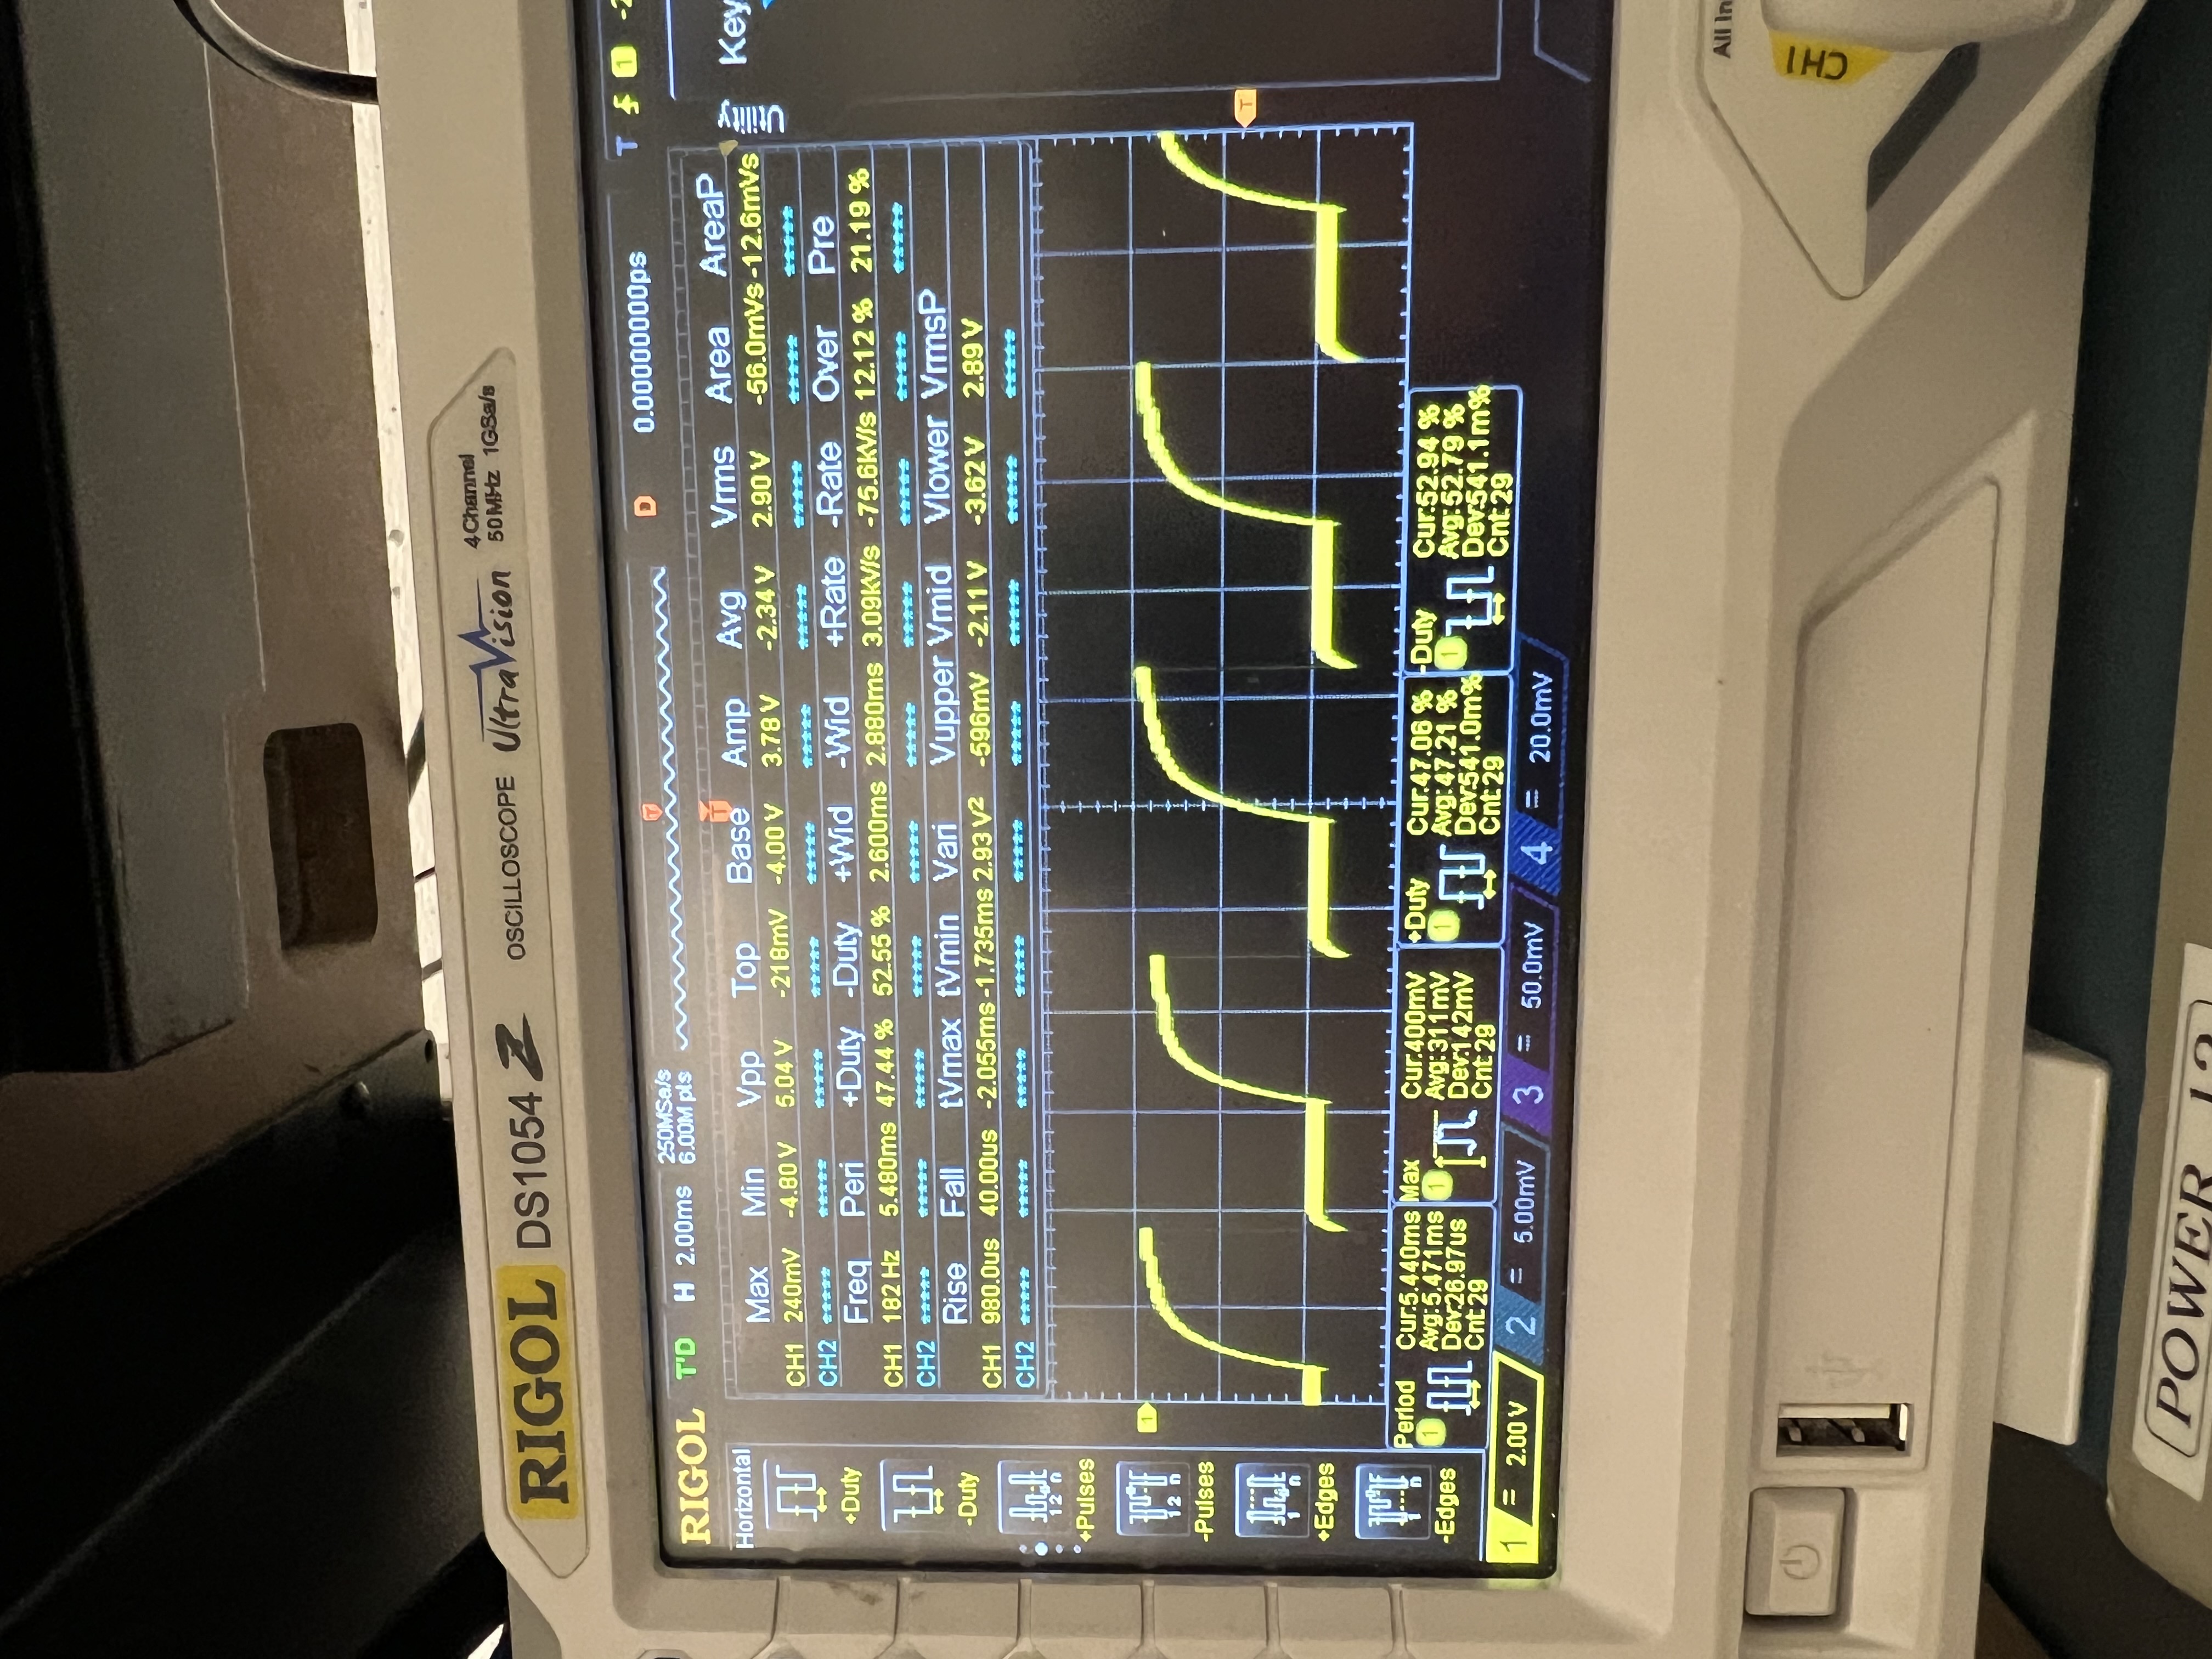 RIGOL DS1054 Z OSCILLOSCOPE UltraVision 4 Channel
50MHz 1GSa/s
RIGOL T'D H 2.00ms 250MSa/s
6.00M pts
D 0.00000000ps T 1
Horizontal
+Duty
-Duty
+Pulses
-Pulses
+Edges
-Edges
Max Min Vpp Top Base Amp Avg Vrms Area AreaP
CH1 240mV -4.80 V 5.04 V -218mV -4.00 V 3.78 V -2.34 V 2.90 V -56.0mVs -12.6mVs
CH2 ***** ***** ***** ***** ***** ***** ***** ***** ***** *****
Freq Peri +Duty -Duty +Wid -Wid +Rate -Rate Over Pre
CH1 182 Hz 5.480ms 47.44 % 52.55 % 2.600ms 2.880ms 3.09kV/s -75.6kV/s 12.12 % 21.19 %
CH2 ***** ***** ***** ***** ***** ***** ***** ***** ***** *****
Rise Fall tVmax tVmin Vari Vupper Vmid Vlower VrmsP
CH1 980.0us 40.00us -2.055ms -1.735ms 2.93 V² -596mV -2.11 V -3.62 V 2.89 V
CH2 ***** ***** ***** ***** ***** ***** ***** ***** *****
Utility
Key
T
T
1
T
Period
1
Cur:5.440ms
Avg:5.471ms
Dev:26.97us
Cnt:29
Max
1
Cur:400mV
Avg:311mV
Dev:142mV
Cnt:29
+Duty
1
Cur:47.06 %
Avg:47.21 %
Dev:541.0m%
Cnt:29
-Duty
1
Cur:52.94 %
Avg:52.79 %
Dev:541.1m%
Cnt:29
1 = 2.00 V 2 = 5.00mV 3 = 50.0mV 4 = 20.0mV
All In
CH1
POWER 12